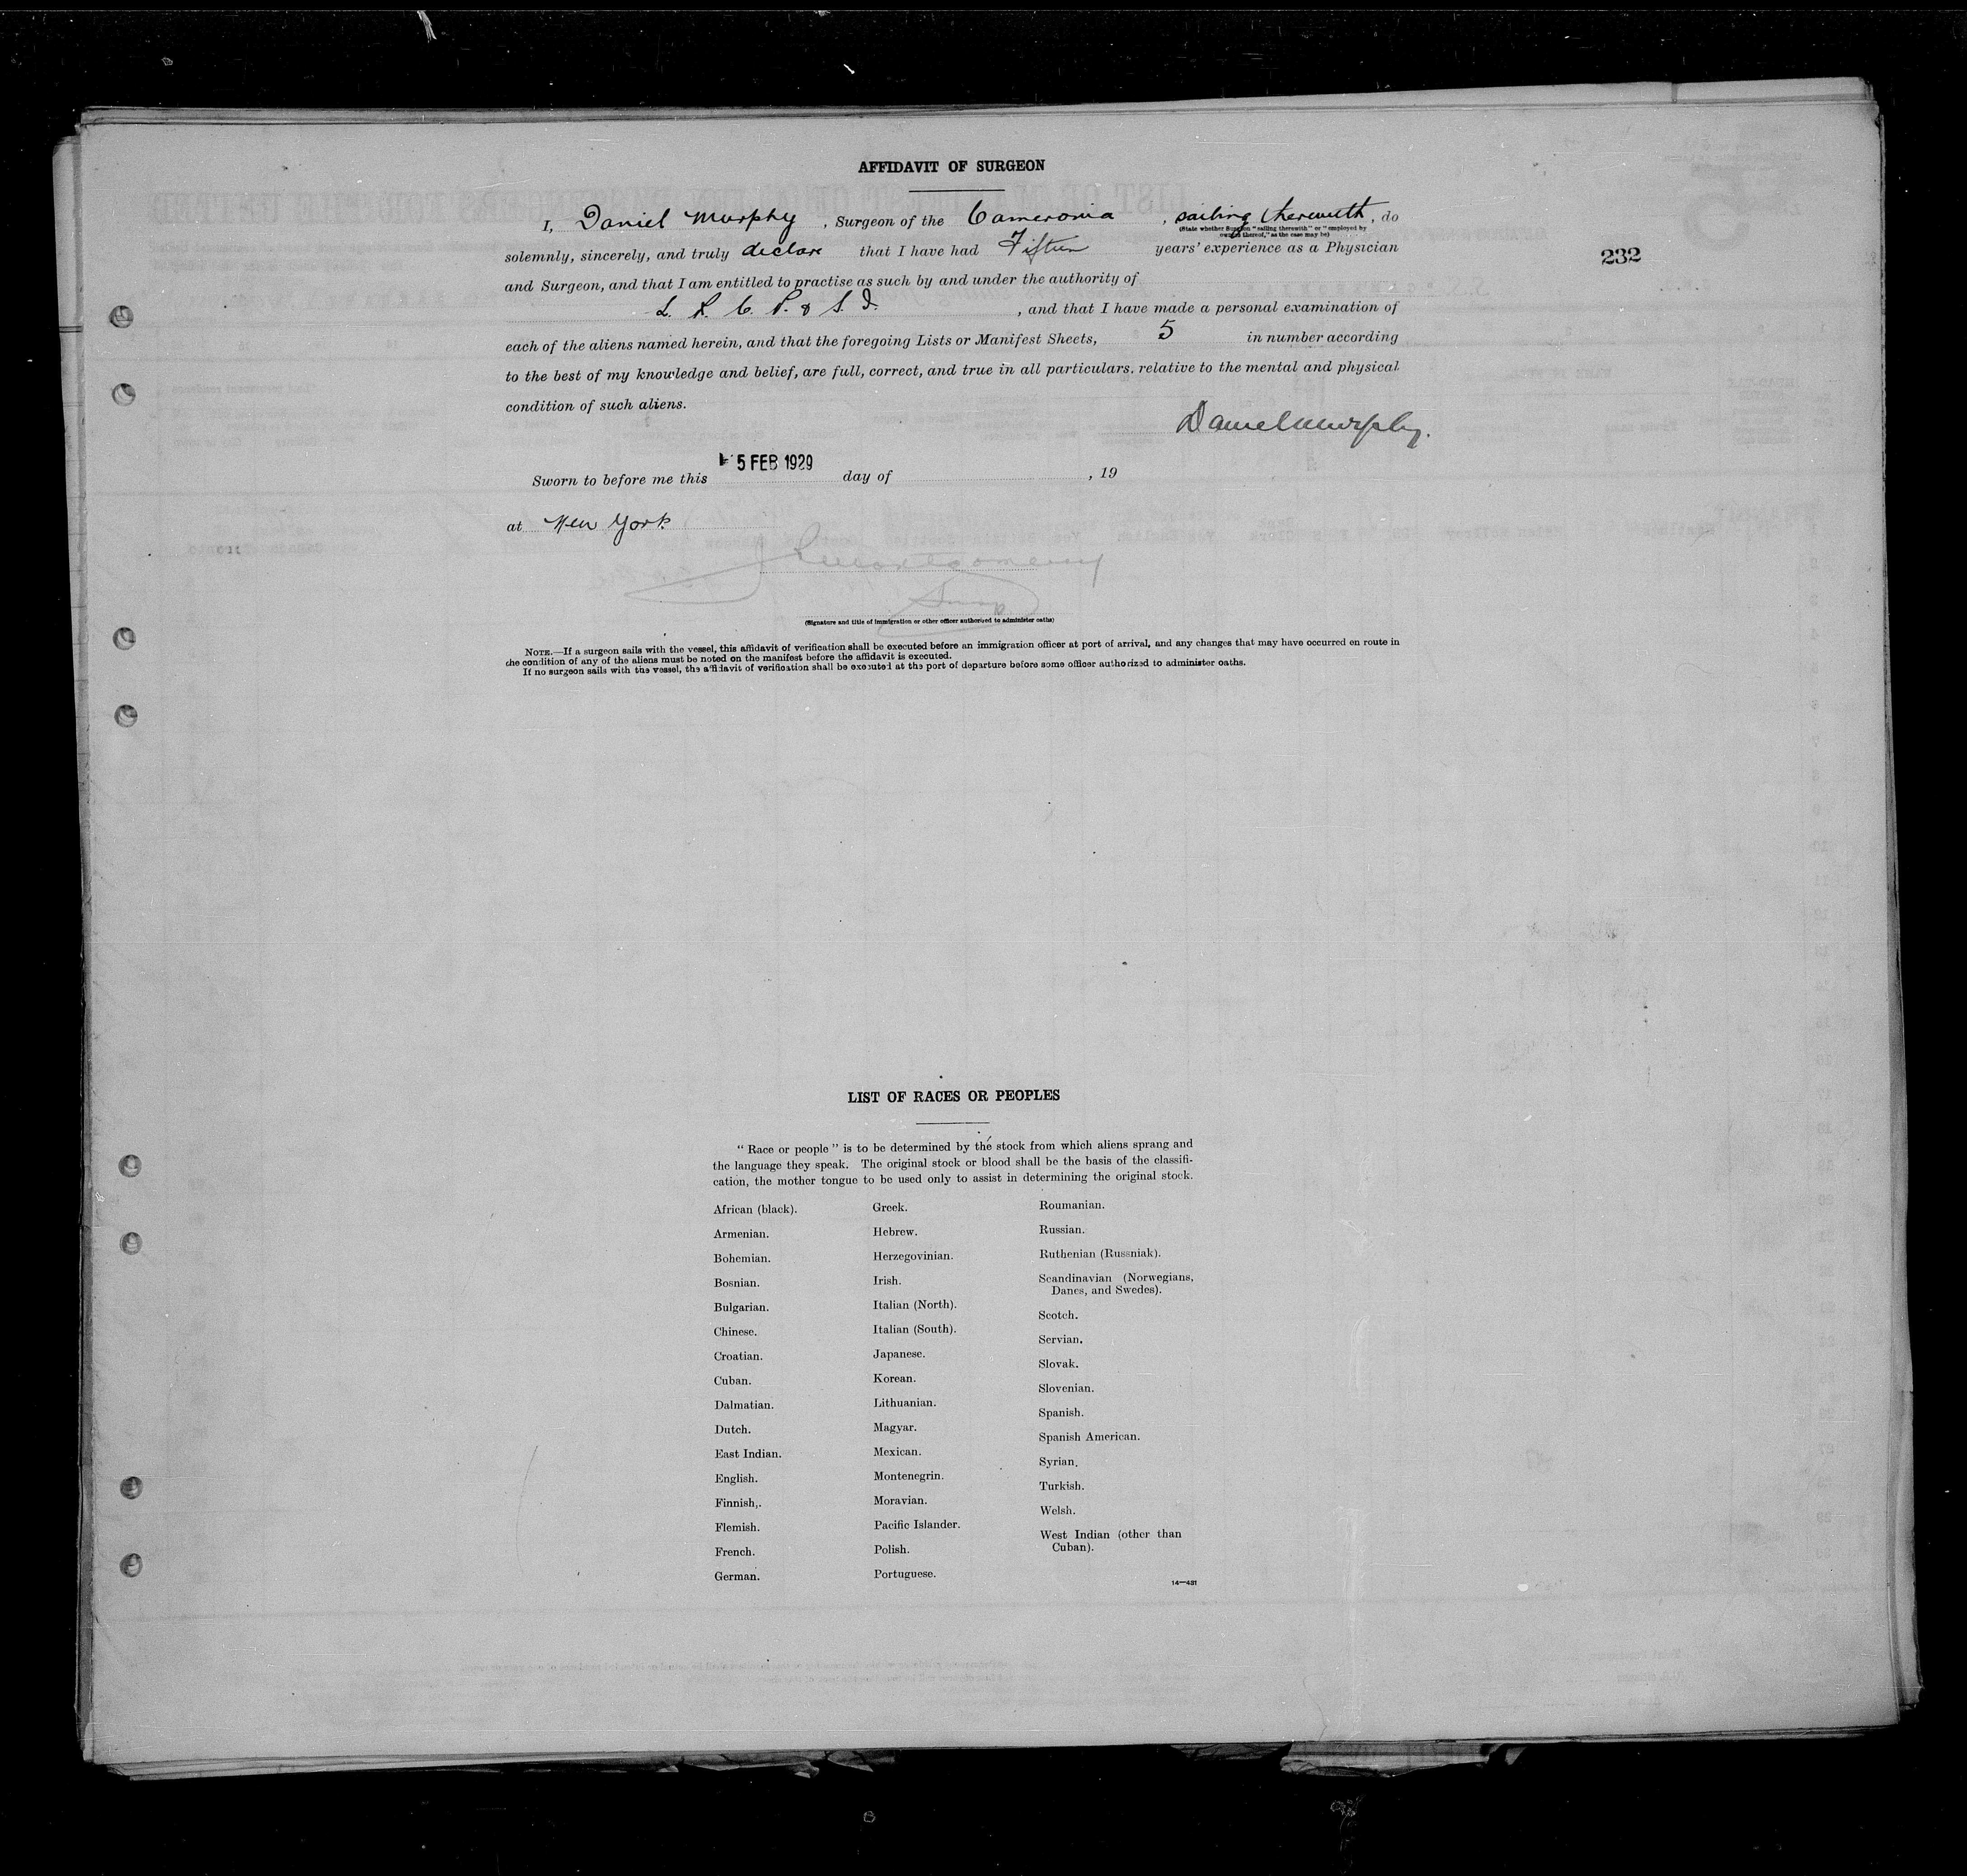 AFFIDAVIT OF SURGEON
I, Daniel Murphy, Surgeon of the Cameronia, sailing therewith, do
(State whether Surgeon "sailing therewith" or "employed by
owners thereof," as the case may be)
232
solemnly, sincerely, and truly declare that I have had Fifteen years' experience as a Physician
and Surgeon, and that I am entitled to practise as such by and under the authority of
L. R. C. P. & S. I. , and that I have made a personal examination of
each of the aliens named herein, and that the foregoing Lists or Manifest Sheets, 5 in number according
to the best of my knowledge and belief, are full, correct, and true in all particulars. relative to the mental and physical
condition of such aliens.
Daniel Murphy.
Sworn to before me this 5 FEB 1929 day of , 19
at New York
Montgomery
(Signature and title of immigration or other officer authorized to administer oaths)
NOTE.—If a surgeon sails with the vessel, this affidavit of verification shall be executed before an immigration officer at port of arrival, and any changes that may have occurred en route in
the condition of any of the aliens must be noted on the manifest before the affidavit is executed.
If no surgeon sails with the vessel, the affidavit of verification shall be executed at the port of departure before some officer authorized to administer oaths.
LIST OF RACES OR PEOPLES
" Race or people " is to be determined by the stock from which aliens sprang and
the language they speak. The original stock or blood shall be the basis of the classifi-
cation, the mother tongue to be used only to assist in determining the original stock.
African (black).
Armenian.
Bohemian.
Bosnian.
Bulgarian.
Chinese.
Croatian.
Cuban.
Dalmatian.
Dutch.
East Indian.
English.
Finnish,.
Flemish.
French.
German.
Greek.
Hebrew.
Herzegovinian.
Irish.
Italian (North).
Italian (South).
Japanese.
Korean.
Lithuanian.
Magyar.
Mexican.
Montenegrin.
Moravian.
Pacific Islander.
Polish.
Portuguese.
Roumanian.
Russian.
Ruthenian (Russniak).
Scandinavian (Norwegians,
Danes, and Swedes).
Scotch.
Servian.
Slovak.
Slovenian.
Spanish.
Spanish American.
Syrian.
Turkish.
Welsh.
West Indian (other than
Cuban).
14—431